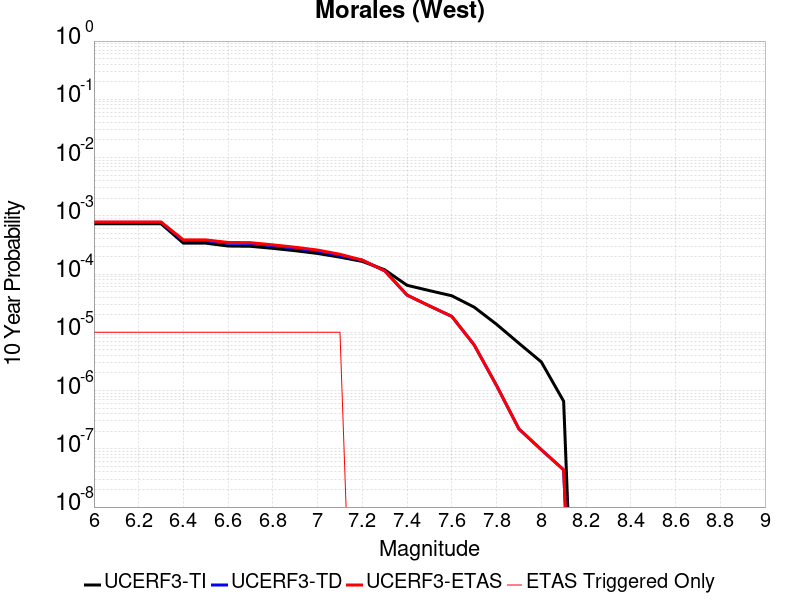 Morales (West)
10 Year Probability
10^0
10^-1
10^-2
10^-3
10^-4
10^-5
10^-6
10^-7
10^-8
6 6.2 6.4 6.6 6.8 7 7.2 7.4 7.6 7.8 8 8.2 8.4 8.6 8.8 9
Magnitude
UCERF3-TI UCERF3-TD UCERF3-ETAS ETAS Triggered Only